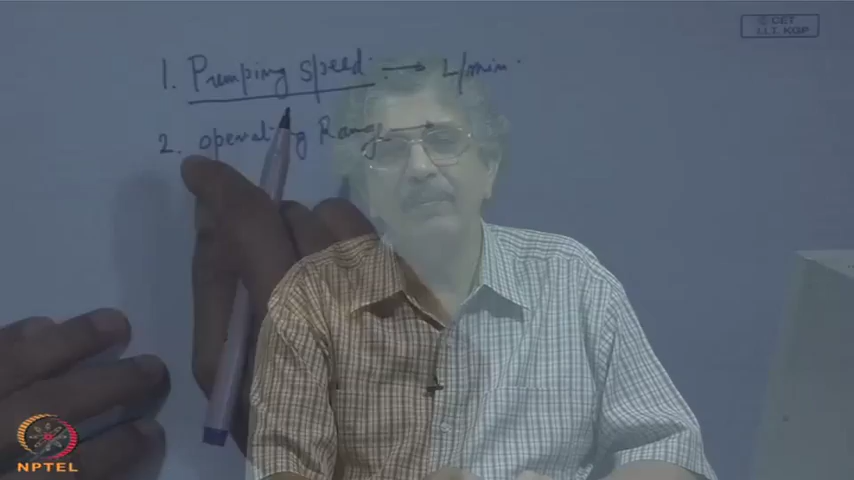 © CET
I.I.T. KGP
1. Pumping Speed → L/min.
2. operating Range →
NPTEL